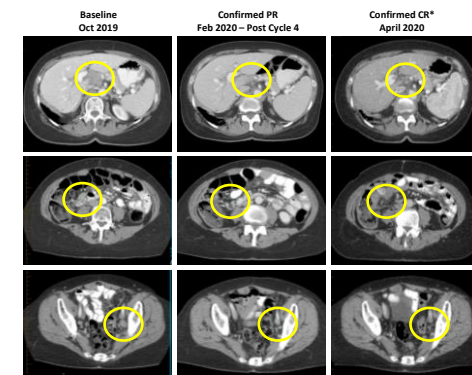 Baseline
Oct 2019
Confirmed PR
Feb 2020 – Post Cycle 4
Confirmed CR*
April 2020